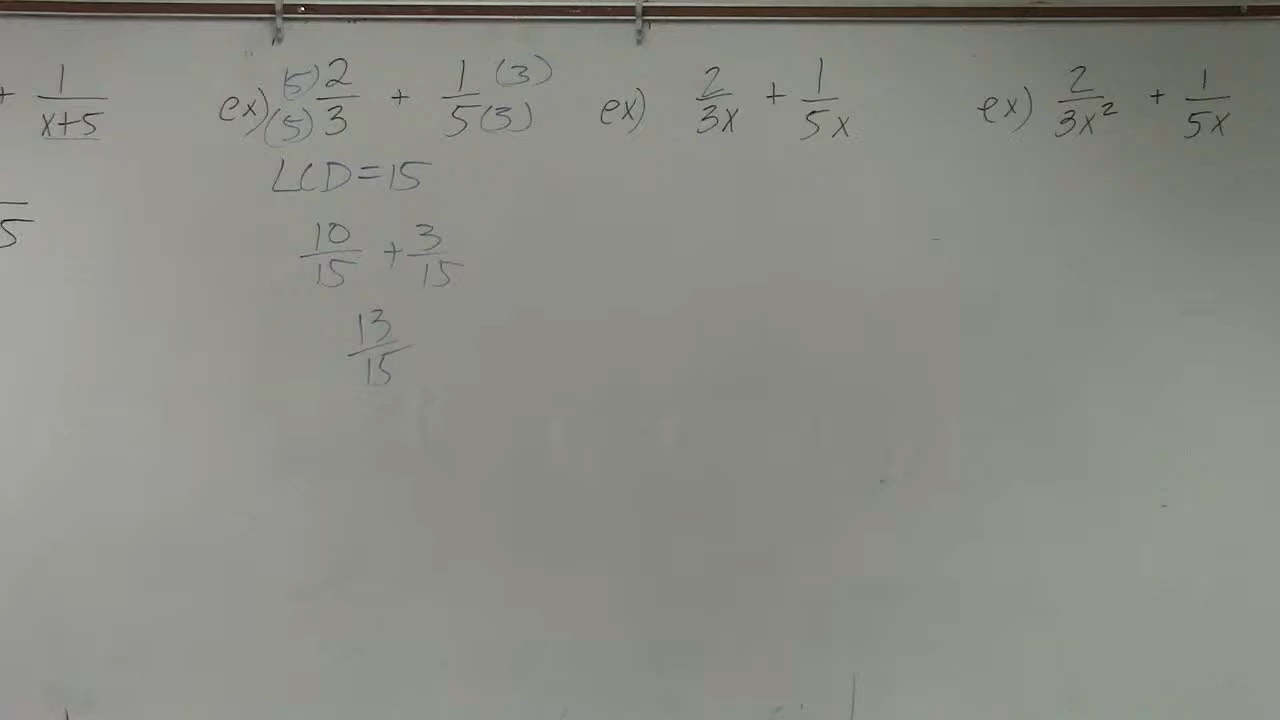 + 1/(x+5)
5
ex) (5)2/(5)3 + 1(3)/5(3)
LCD=15
10/15 + 3/15
13/15
ex) 2/3x + 1/5x
ex) 2/3x² + 1/5x